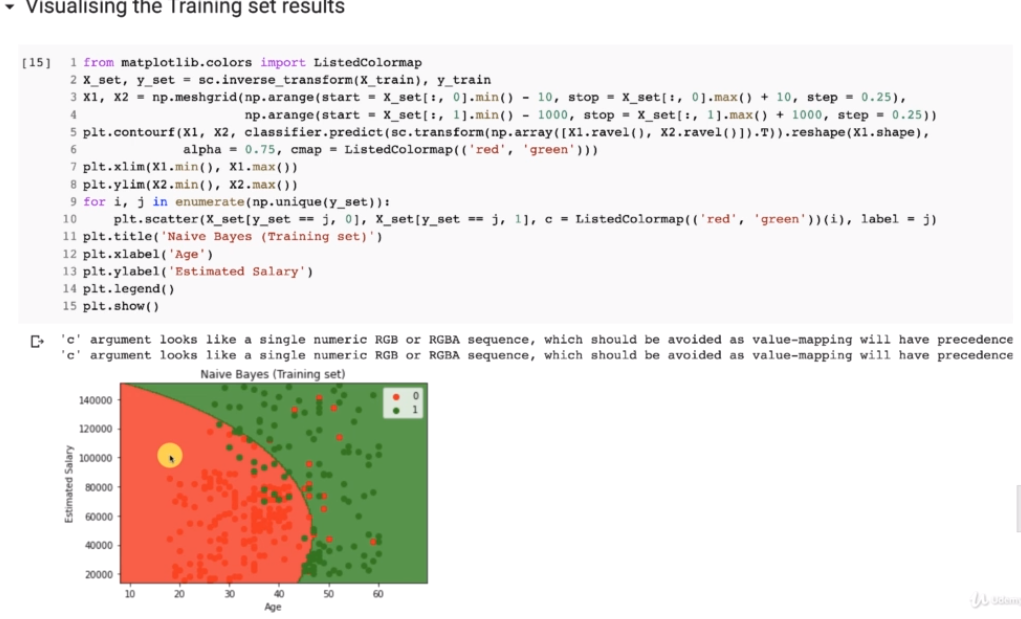 Visualising the Training set results
[15] 1 from matplotlib.colors import ListedColormap
2 X_set, y_set = sc.inverse_transform(X_train), y_train
3 X1, X2 = np.meshgrid(np.arange(start = X_set[:, 0].min() - 10, stop = X_set[:, 0].max() + 10, step = 0.25),
4 np.arange(start = X_set[:, 1].min() - 1000, stop = X_set[:, 1].max() + 1000, step = 0.25))
5 plt.contourf(X1, X2, classifier.predict(sc.transform(np.array([X1.ravel(), X2.ravel()]).T)).reshape(X1.shape),
6 alpha = 0.75, cmap = ListedColormap(('red', 'green')))
7 plt.xlim(X1.min(), X1.max())
8 plt.ylim(X2.min(), X2.max())
9 for i, j in enumerate(np.unique(y_set)):
10 plt.scatter(X_set[y_set == j, 0], X_set[y_set == j, 1], c = ListedColormap(('red', 'green'))(i), label = j)
11 plt.title('Naive Bayes (Training set)')
12 plt.xlabel('Age')
13 plt.ylabel('Estimated Salary')
14 plt.legend()
15 plt.show()
'c' argument looks like a single numeric RGB or RGBA sequence, which should be avoided as value-mapping will have precedence
'c' argument looks like a single numeric RGB or RGBA sequence, which should be avoided as value-mapping will have precedence
Naive Bayes (Training set)
0
1
140000
120000
100000
80000
60000
40000
20000
Estimated Salary
10 20 30 40 50 60
Age
Udemy